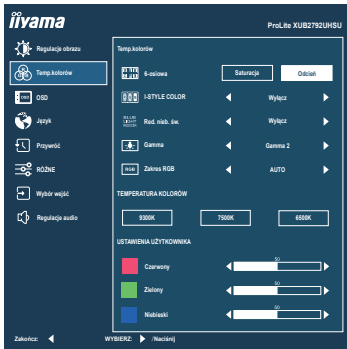 iiyama
ProLite XUB2792UHSU
Regulacje obrazu
Temp.kolorów
OSD
Język
Przywróć
RÓŻNE
Wybór wejść
Regulacje audio
Temp.kolorów
6-osiowa Saturacja Odcień
I-STYLE COLOR Wyłącz
Red. nieb. św. Wyłącz
Gamma Gamma 2
RGB Zakres RGB AUTO
TEMPERATURA KOLORÓW
9300K 7500K 6500K
USTAWIENIA UŻYTKOWNIKA
Czerwony 50
Zielony 50
Niebieski 50
Zakończ: WYBIERZ: /Naciśnij